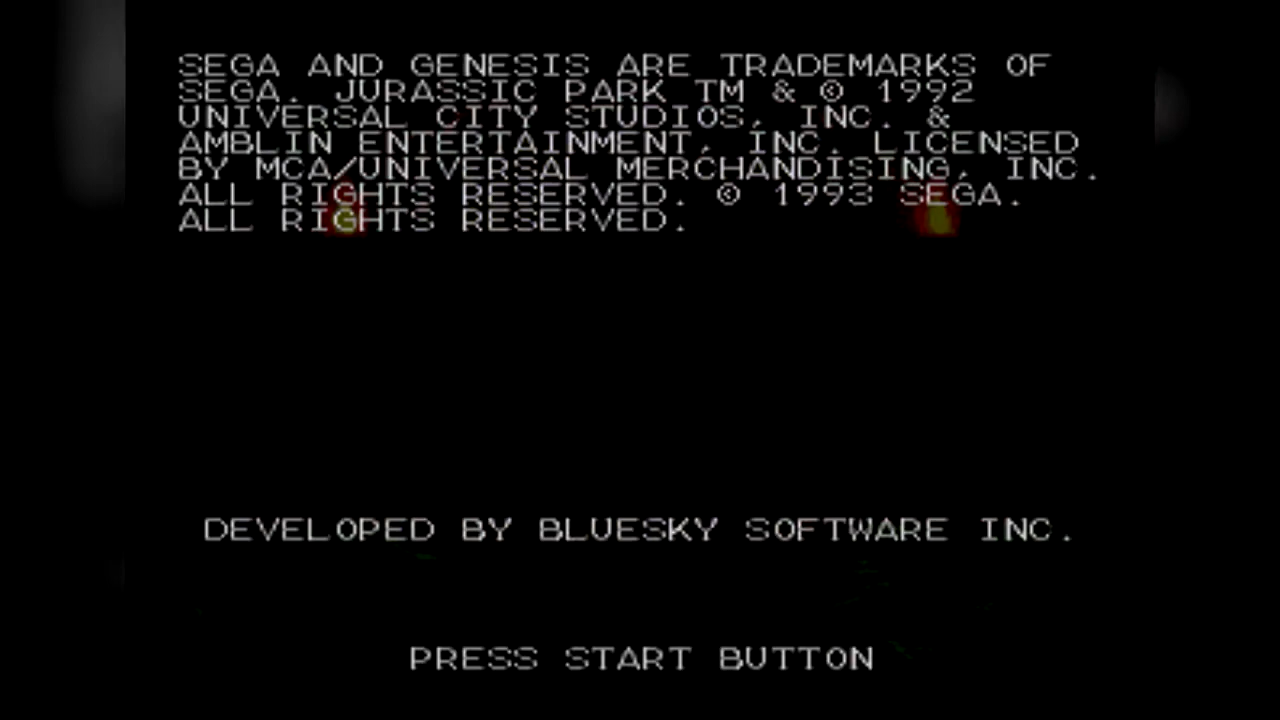 SEGA AND GENESIS ARE TRADEMARKS OF
SEGA. JURASSIC PARK TM & © 1992
UNIVERSAL CITY STUDIOS, INC. &
AMBLIN ENTERTAINMENT, INC. LICENSED
BY MCA/UNIVERSAL MERCHANDISING, INC.
ALL RIGHTS RESERVED. © 1993 SEGA.
ALL RIGHTS RESERVED.
DEVELOPED BY BLUESKY SOFTWARE INC.
PRESS START BUTTON